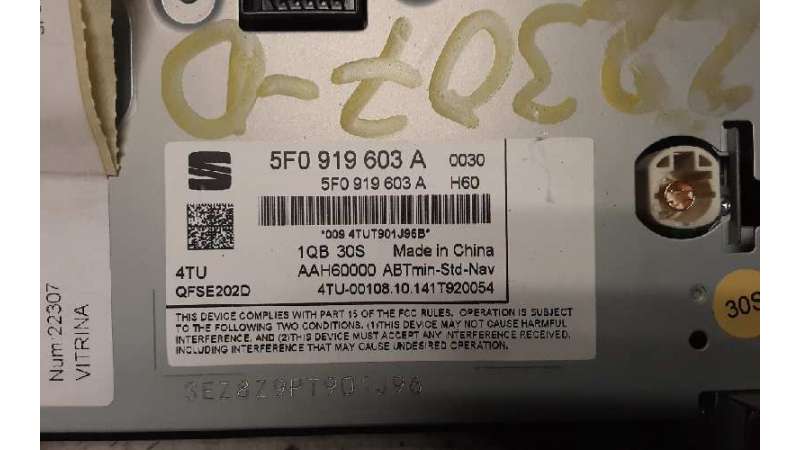 22307-0
5F0 919 603 A 0030
5F0 919 603 A H60
*009 4TUT901J96B*
1QB 30S Made in China
4TU AAH60000 ABTmin-Std-Nav
QFSE202D 4TU-00108.10.141T920054
THIS DEVICE COMPLIES WITH PART 15 OF THE FCC RULES. OPERATION IS SUBJECT
TO THE FOLLOWING TWO CONDITIONS. (1)THIS DEVICE MAY NOT CAUSE HARMFUL
INTERFERENCE, AND (2)THIS DEVICE MUST ACCEPT ANY INTERFERENCE RECEIVED.
INCLUDING INTERFERENCE THAT MAY CAUSE UNDESIRED OPERATION.
3EZ8Z9PT901J96
Num:22307
VITRINA
30S